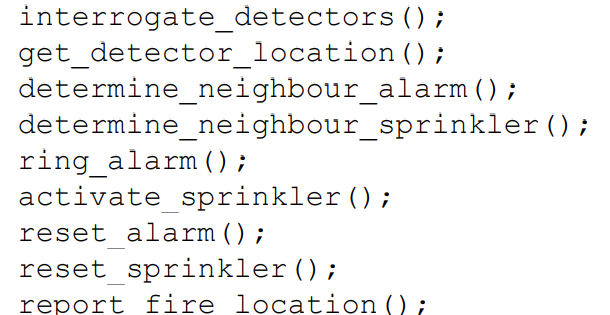 interrogate_detectors();
get_detector_location();
determine_neighbour_alarm();
determine_neighbour_sprinkler();
ring_alarm();
activate_sprinkler();
reset_alarm();
reset_sprinkler();
report_fire_location();